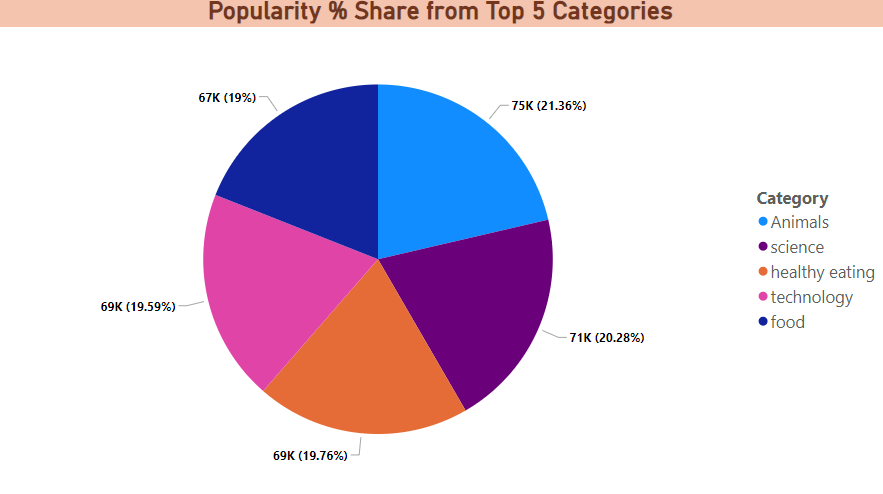 Popularity % Share from Top 5 Categories
67K (19%)
75K (21.36%)
69K (19.59%)
71K (20.28%)
69K (19.76%)
Category
Animals
science
healthy eating
technology
food